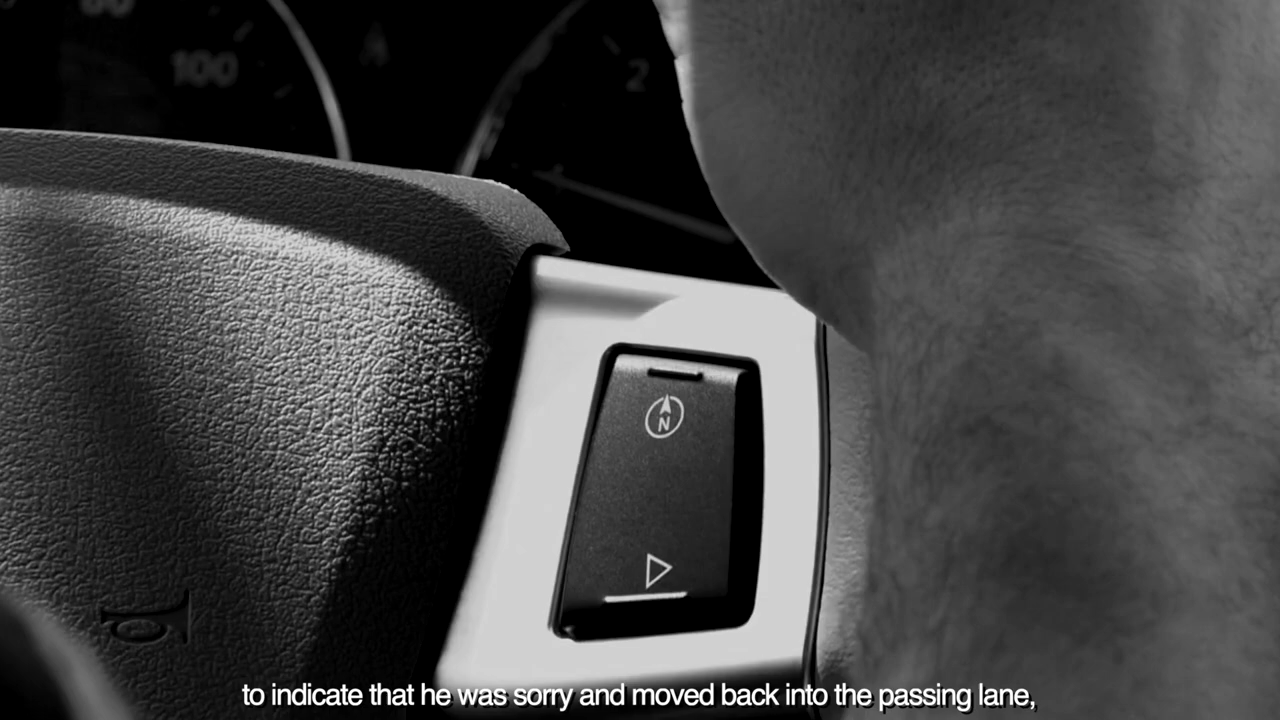 100
2
N
to indicate that he was sorry and moved back into the passing lane,